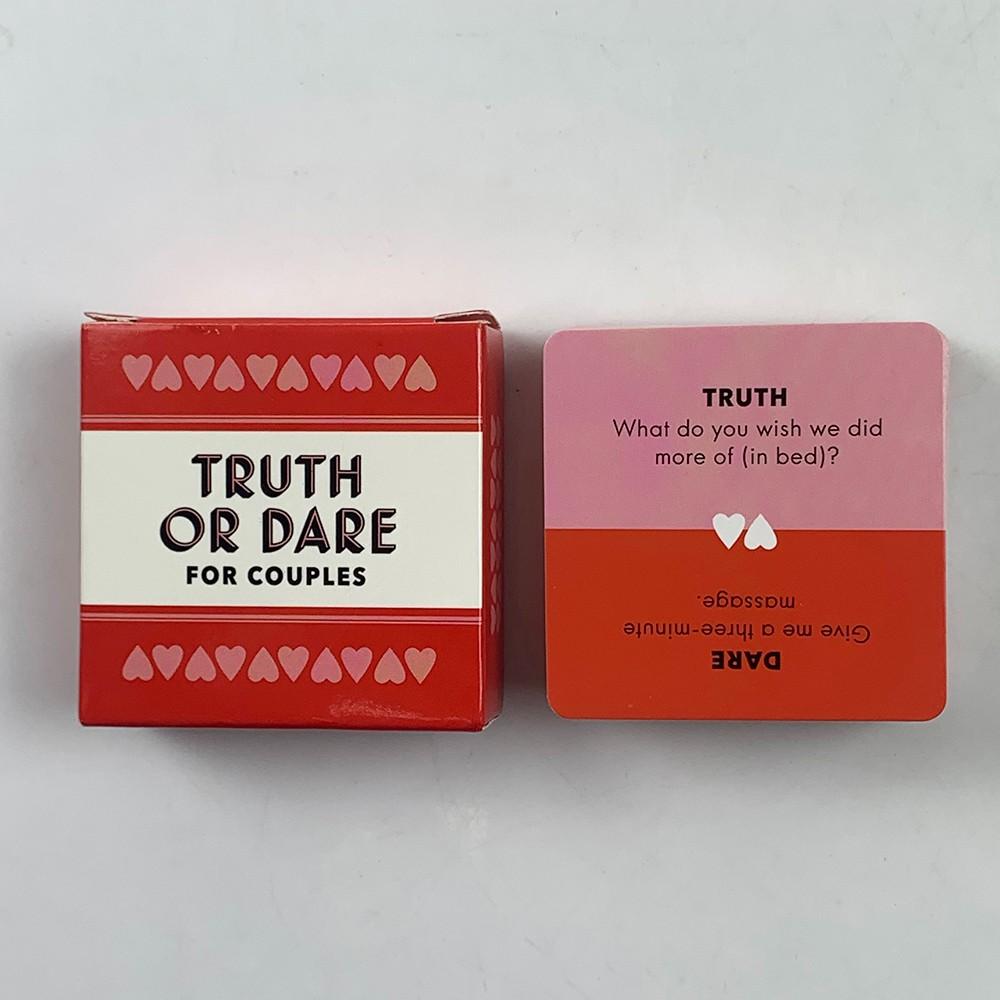 TRUTH
OR DARE
FOR COUPLES
TRUTH
What do you wish we did
more of (in bed)?
DARE
Give me a three-minute
massage.